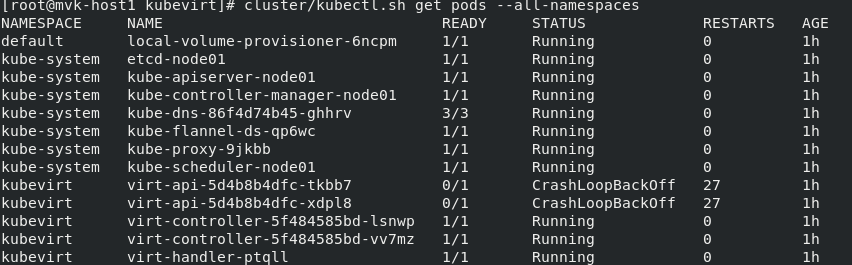 [root@mvk-host1 kubevirt]# cluster/kubectl.sh get pods --all-namespaces
NAMESPACE NAME READY STATUS RESTARTS AGE
default local-volume-provisioner-6ncpm 1/1 Running 0 1h
kube-system etcd-node01 1/1 Running 0 1h
kube-system kube-apiserver-node01 1/1 Running 0 1h
kube-system kube-controller-manager-node01 1/1 Running 0 1h
kube-system kube-dns-86f4d74b45-ghhrv 3/3 Running 0 1h
kube-system kube-flannel-ds-qp6wc 1/1 Running 0 1h
kube-system kube-proxy-9jkbb 1/1 Running 0 1h
kube-system kube-scheduler-node01 1/1 Running 0 1h
kubevirt virt-api-5d4b8b4dfc-tkbb7 0/1 CrashLoopBackOff 27 1h
kubevirt virt-api-5d4b8b4dfc-xdpl8 0/1 CrashLoopBackOff 27 1h
kubevirt virt-controller-5f484585bd-lsnwp 1/1 Running 0 1h
kubevirt virt-controller-5f484585bd-vv7mz 1/1 Running 0 1h
kubevirt virt-handler-ptqll 1/1 Running 0 1h